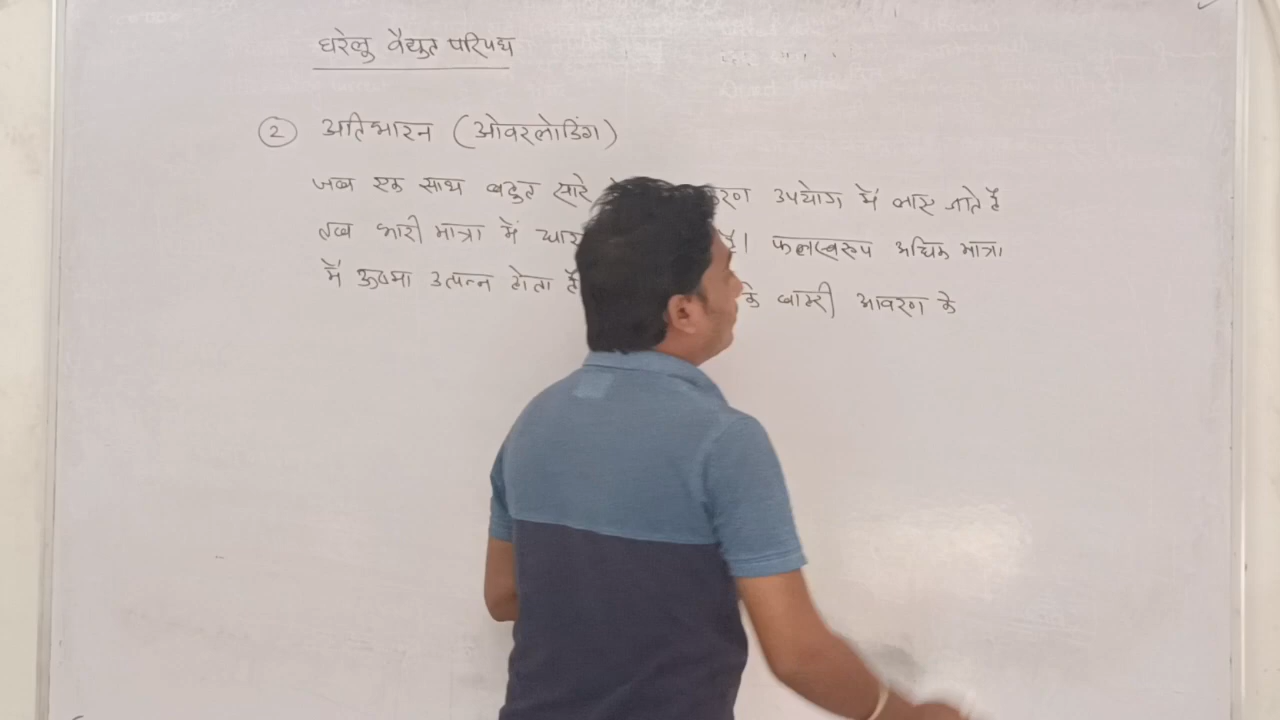 घरेलु वैद्युत परिपथ
2 अतिभारन (ओवरलोडिंग)
जब एक साथ बहुत सारे उपयोग में लाए जाते हैं
तब भारी मात्रा में है। फलस्वरूप अधिक मात्रा
में ऊष्मा उत्पन्न होता है के बाहरी आवरण के